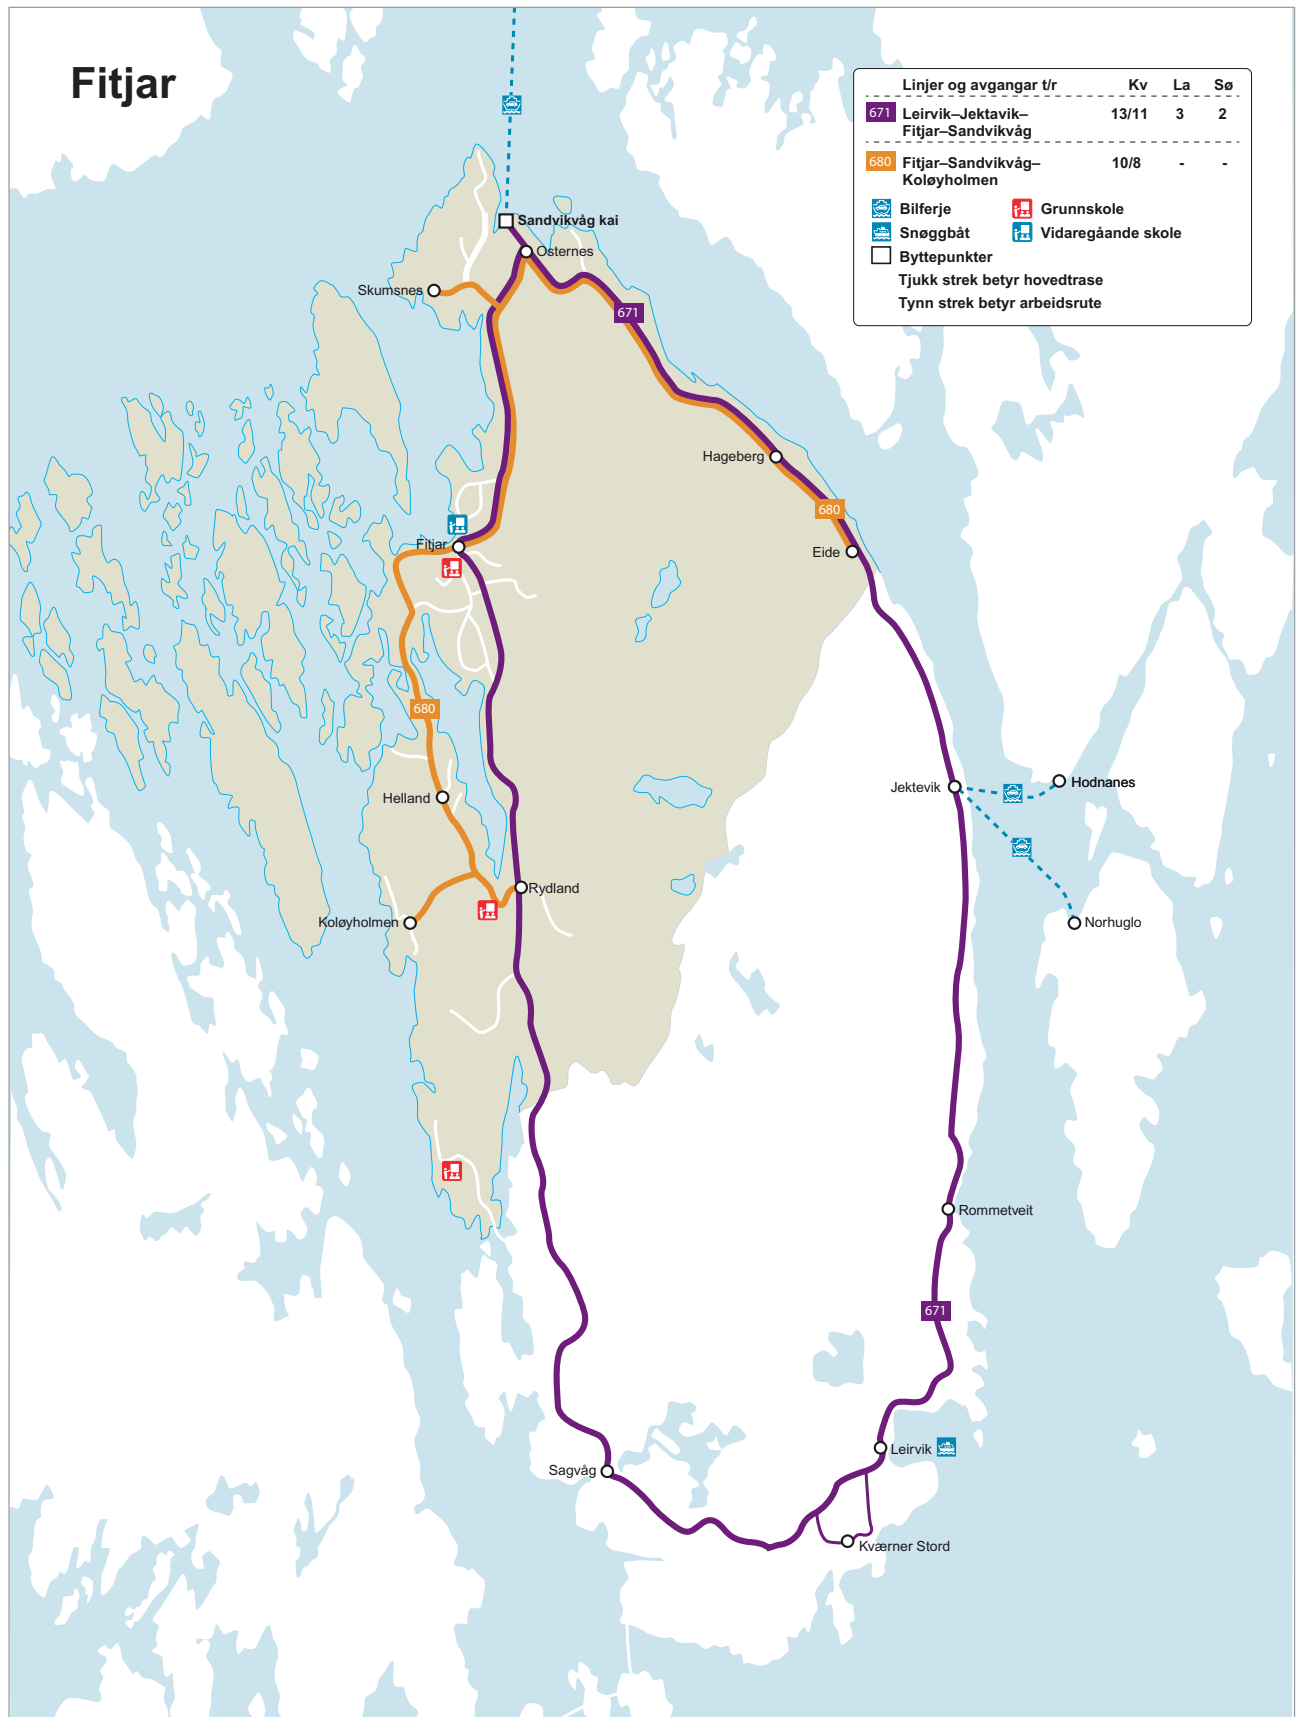 Fitjar
Linjer og avgangar t/r Kv La Sø
671 Leirvik–Jektavik– 13/11 3 2
Fitjar–Sandvikvåg
680 Fitjar–Sandvikvåg– 10/8 - -
Koløyholmen
Bilferje Grunnskole
Snøggbåt Vidaregåande skole
Byttepunkter
Tjukk strek betyr hovedtrase
Tynn strek betyr arbeidsrute
Sandvikvåg kai
Osternes
Skumsnes
671
Hageberg
680
Fitjar
Eide
680
Jektevik
Hodnanes
Helland
Rydland
Koløyholmen
Norhuglo
Rommetveit
671
Leirvik
Sagvåg
Kværner Stord